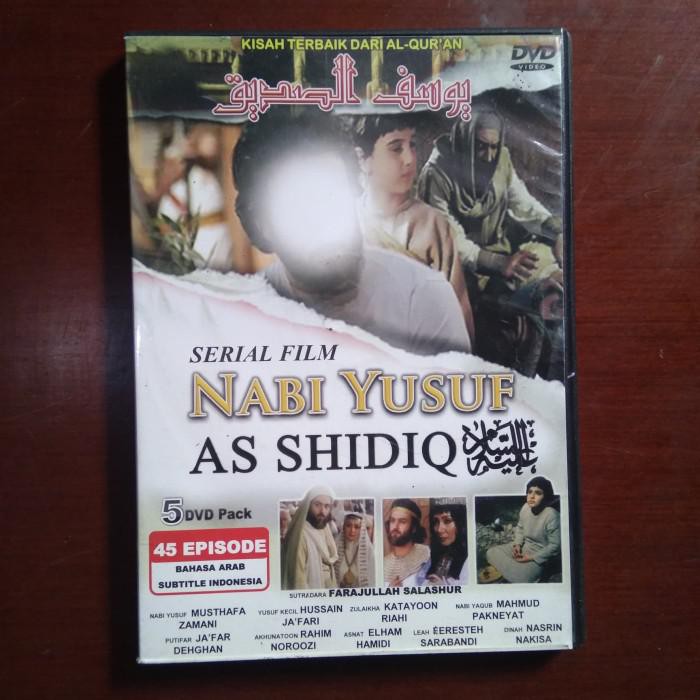 KISAH TERBAIK DARI AL-QUR'AN
DVD
VIDEO
يوسف الصديق
SERIAL FILM
NABI YUSUF
AS SHIDIQ عليه السلام
5 DVD Pack
45 EPISODE
BAHASA ARAB
SUBTITLE INDONESIA
SUTRADARA FARAJULLAH SALASHUR
NABI YUSUF MUSTHAFA ZAMANI
YUSUF KECIL HUSSAIN JA'FARI
ZULAIKHA KATAYOON RIAHI
NABI YAQUB MAHMUD PAKNEYAT
PUTIFAR JA'FAR DEHGHAN
AKHUNATOON RAHIM NOROOZI
ASNAT ELHAM HAMIDI
LEAH ÉERESTEH SARABANDI
DINAH NASRIN NAKISA